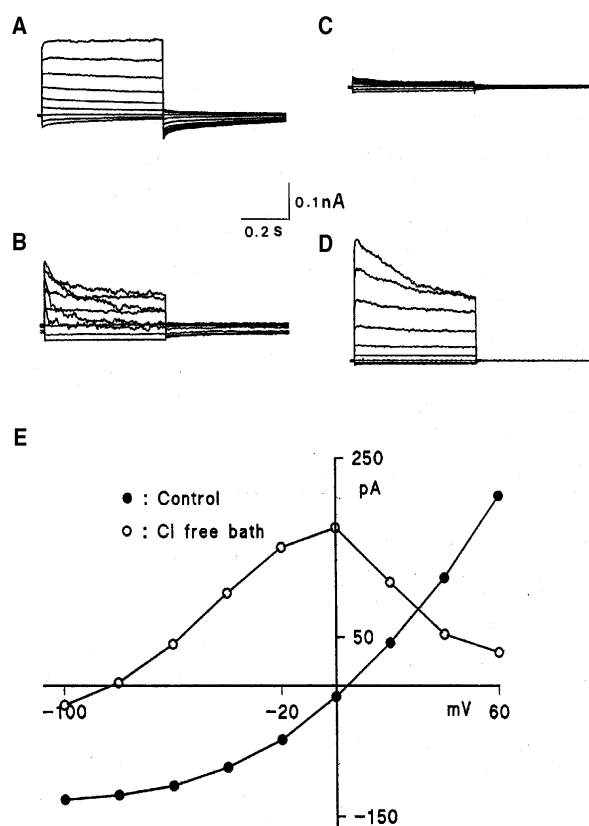 A
C
0.1nA
0.2 s
B
D
E
250
pA
● : Control
○ : Cl free bath
50
-100
-20
mV
60
-150